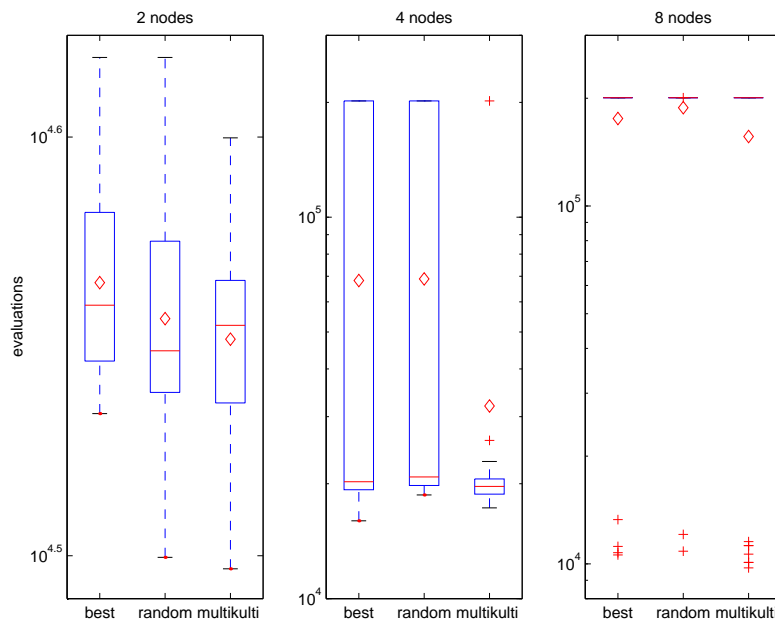 2 nodes
4 nodes
8 nodes
evaluations
10^4.6
10^4.5
best random multikulti
10^5
10^4
best random multikulti
10^5
10^4
best random multikulti